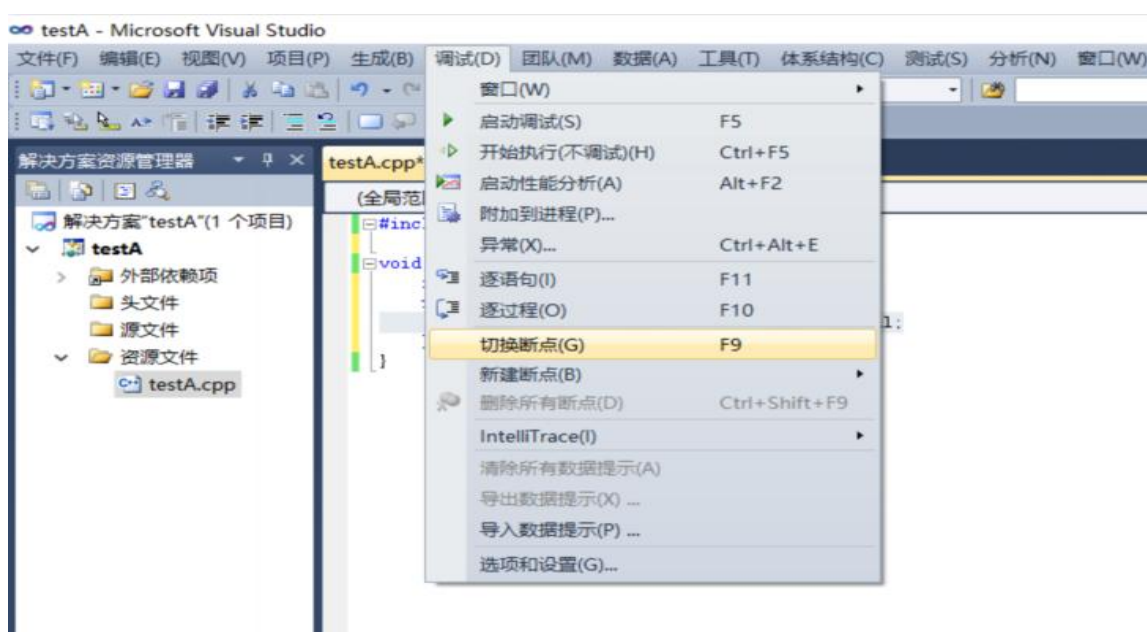 testA - Microsoft Visual Studio
文件(F) 编辑(E) 视图(V) 项目(P) 生成(B) 调试(D) 团队(M) 数据(A) 工具(T) 体系结构(C) 测试(S) 分析(N) 窗口(W)
解决方案资源管理器
解决方案"testA"(1 个项目)
testA
外部依赖项
头文件
源文件
资源文件
testA.cpp
testA.cpp*
(全局范
#inc
void
}
1;
窗口(W)
启动调试(S) F5
开始执行(不调试)(H) Ctrl+F5
启动性能分析(A) Alt+F2
附加到进程(P)...
异常(X)... Ctrl+Alt+E
逐语句(I) F11
逐过程(O) F10
切换断点(G) F9
新建断点(B)
删除所有断点(D) Ctrl+Shift+F9
IntelliTrace(I)
清除所有数据提示(A)
导出数据提示(X) ...
导入数据提示(P) ...
选项和设置(G)...